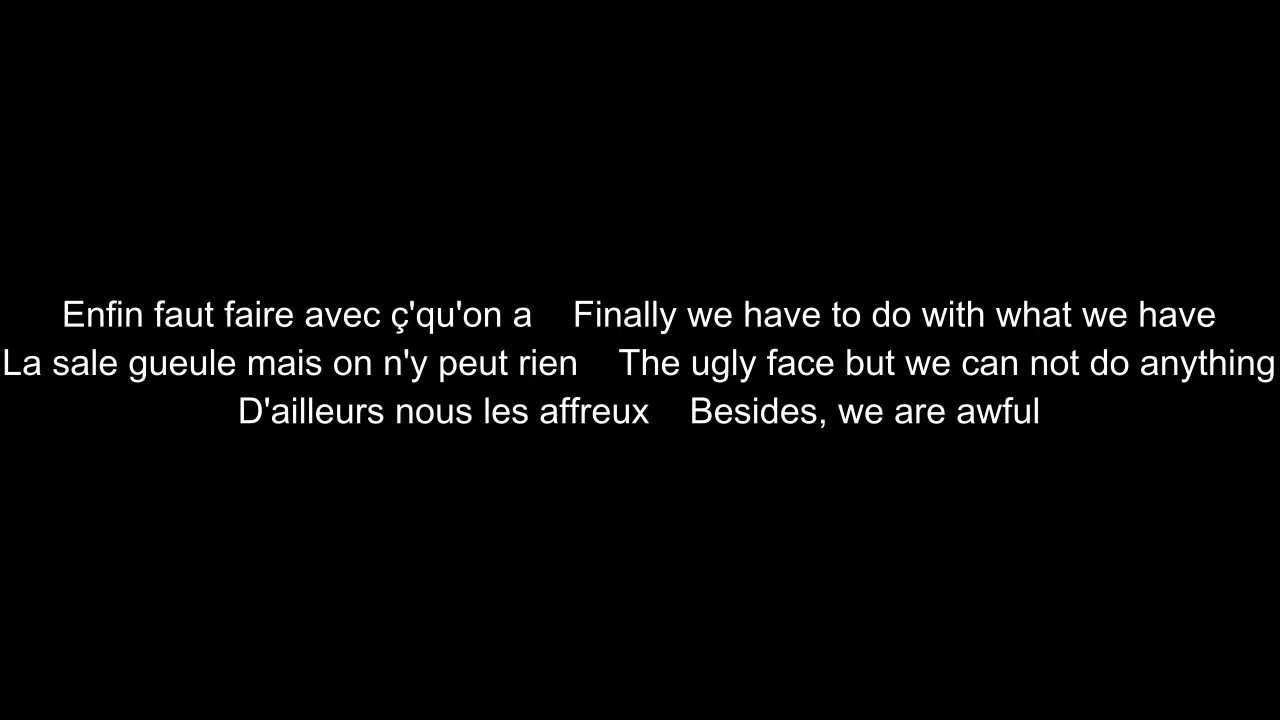 Enfin faut faire avec ç'qu'on a    Finally we have to do with what we have
La sale gueule mais on n'y peut rien    The ugly face but we can not do anything
D'ailleurs nous les affreux    Besides, we are awful